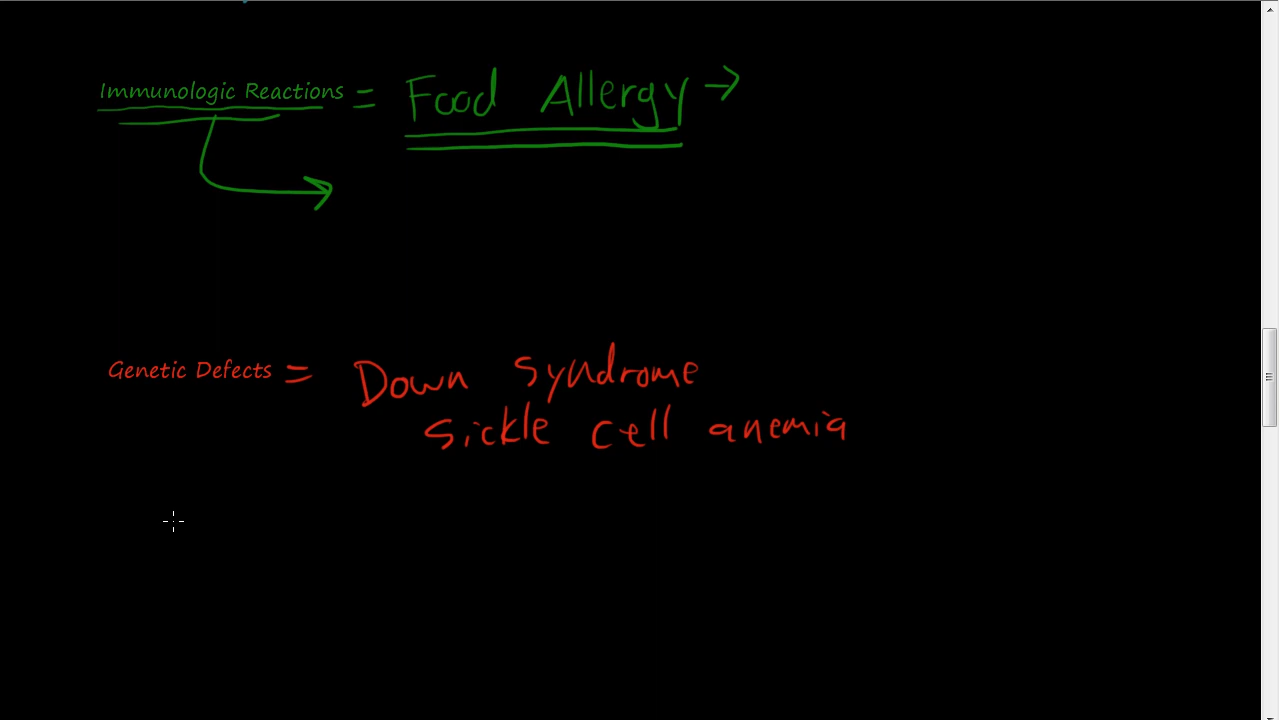 Immunologic Reactions = Food Allergy →
Genetic Defects = Down Syndrome
Sickle cell anemia